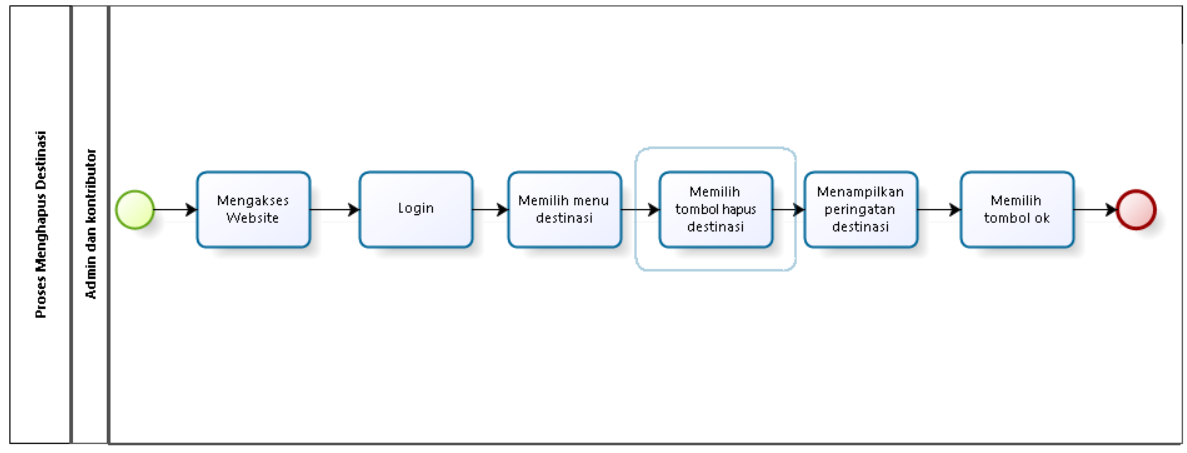 Proses Menghapus Destinasi
Admin dan kontributor
Mengakses
Website
Login
Memilih menu
destinasi
Memilih
tombol hapus
destinasi
Menampilkan
peringatan
destinasi
Memilih
tombol ok